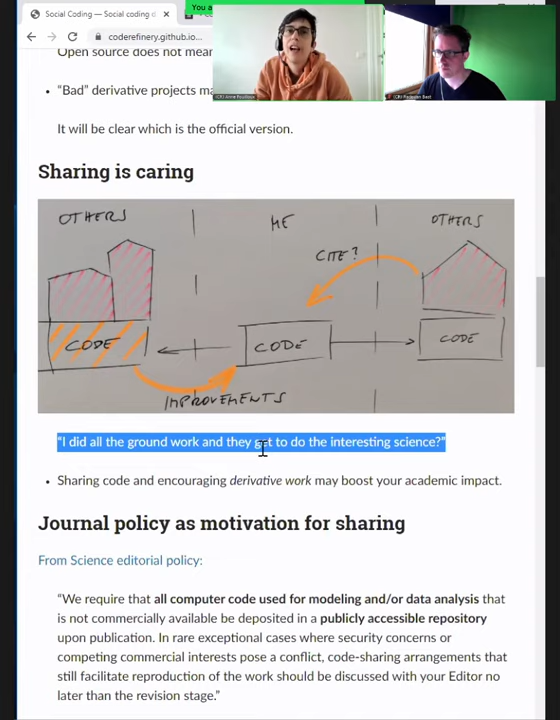 You a
Social Coding — Social coding d
coderefinery.github.io...
Open source does not mean
• "Bad" derivative projects ma
It will be clear which is the official version.
Sharing is caring
OTHERS
ME
OTHERS
CITE?
CODE
CODE
CODE
IMPROVEMENTS
"I did all the ground work and they get to do the interesting science?"
• Sharing code and encouraging derivative work may boost your academic impact.
Journal policy as motivation for sharing
From Science editorial policy:
"We require that all computer code used for modeling and/or data analysis that
is not commercially available be deposited in a publicly accessible repository
upon publication. In rare exceptional cases where security concerns or
competing commercial interests pose a conflict, code-sharing arrangements that
still facilitate reproduction of the work should be discussed with your Editor no
later than the revision stage."